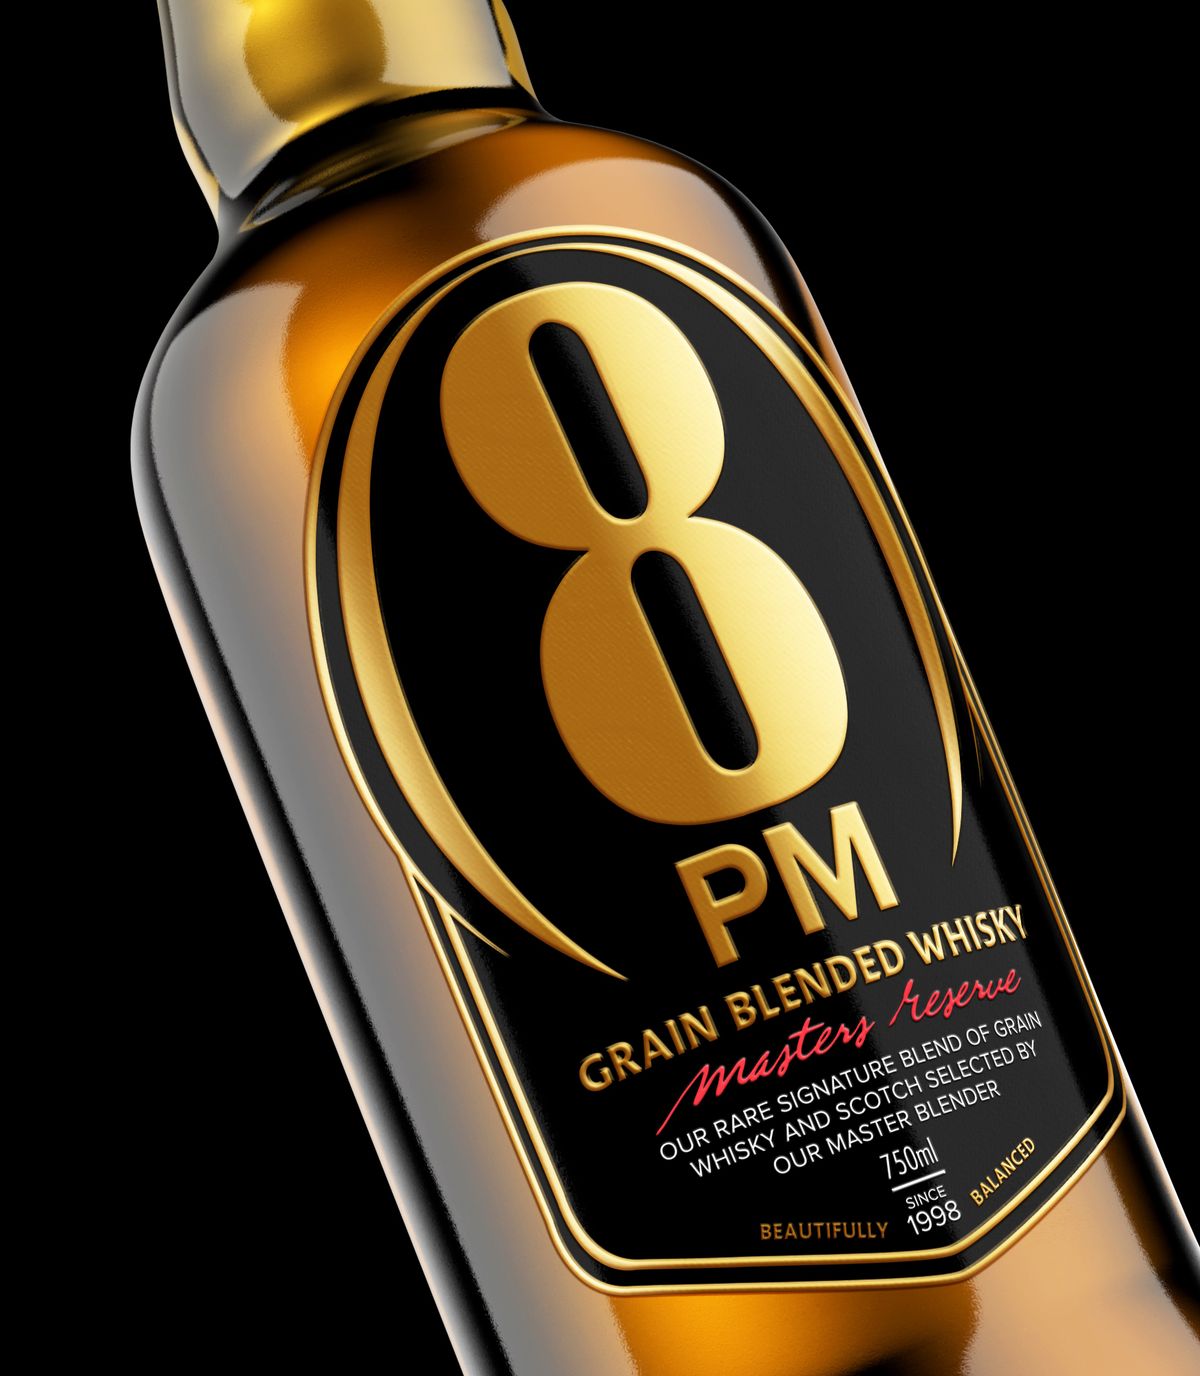 8
PM
GRAIN BLENDED WHISKY
Masters Reserve
OUR RARE SIGNATURE BLEND OF GRAIN
WHISKY AND SCOTCH SELECTED BY
OUR MASTER BLENDER
750ml
SINCE
1998
BEAUTIFULLY BALANCED